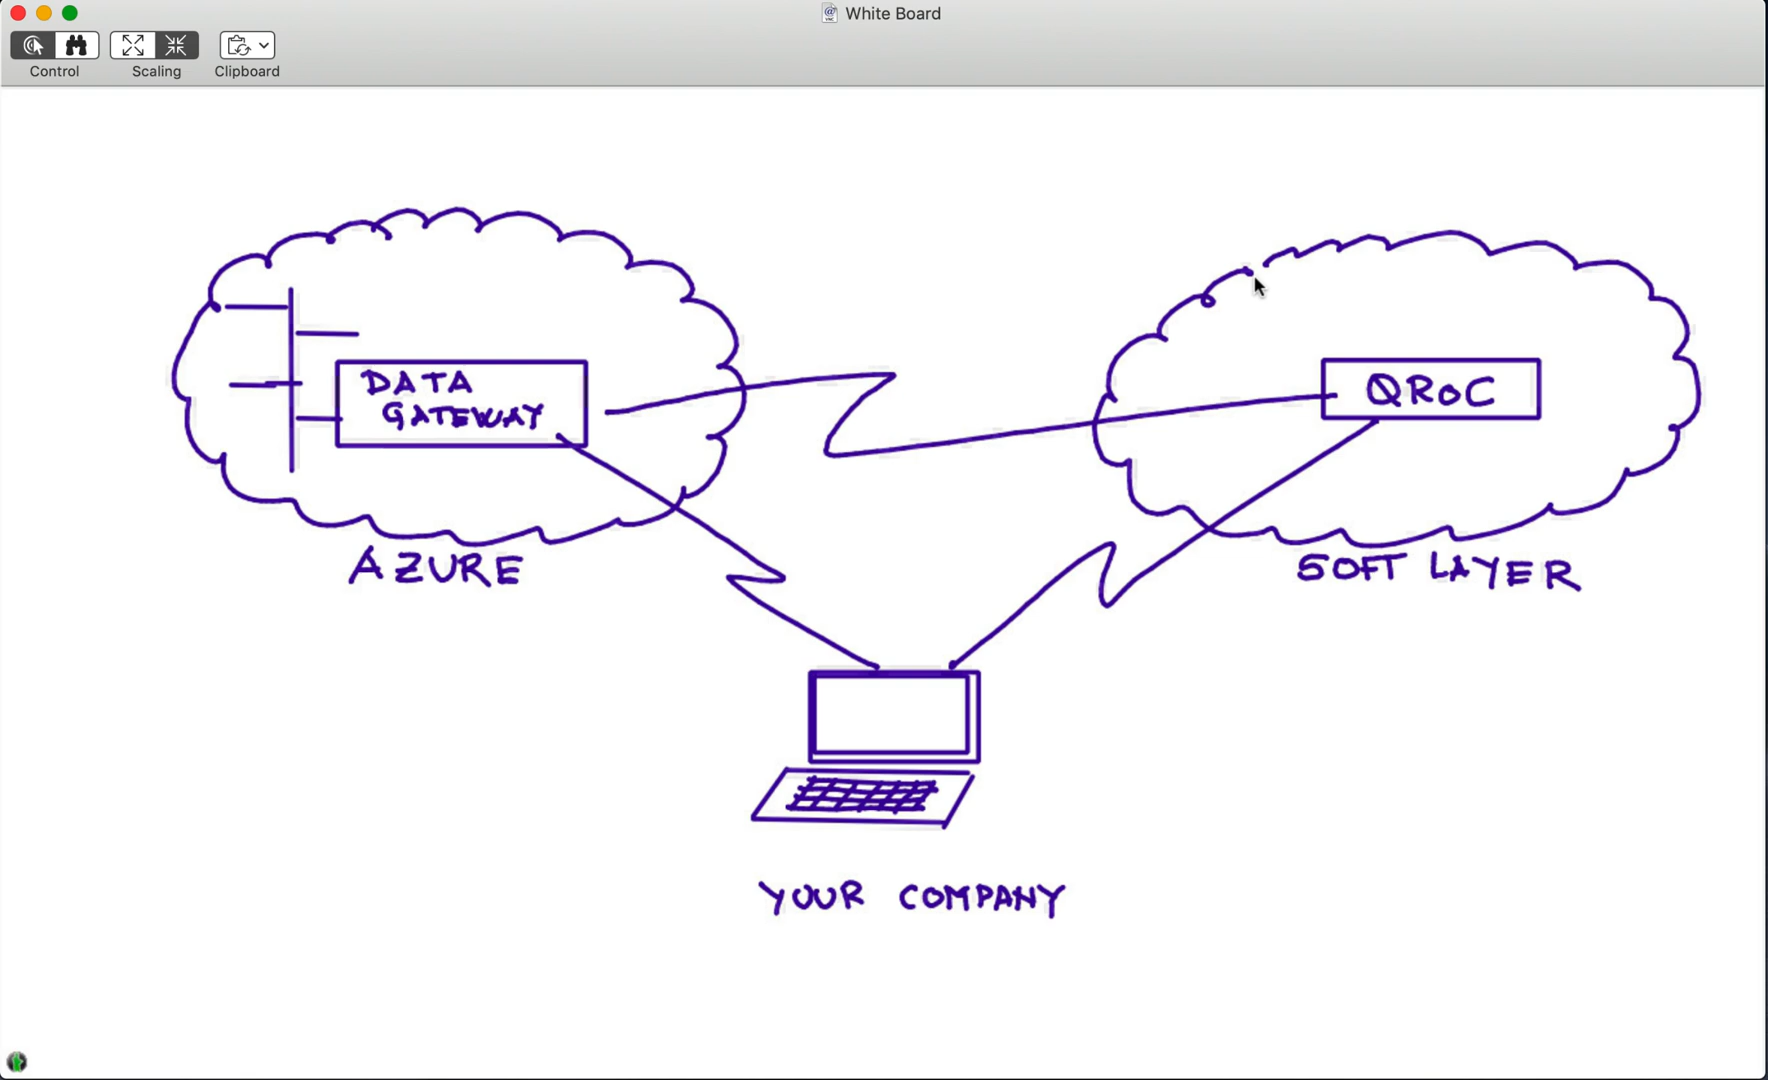 White Board
Control
Scaling
Clipboard
DATA
GATEWAY
QRoC
AZURE
SOFT LAYER
YOUR COMPANY